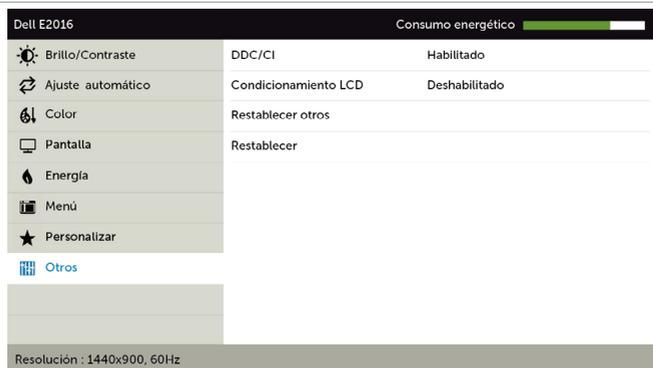 Dell E2016 Consumo energético
Brillo/Contraste DDC/CI Habilitado
Ajuste automático Condicionamiento LCD Deshabilitado
Color Restablecer otros
Pantalla Restablecer
Energía
Menú
Personalizar
Otros
Resolución : 1440x900, 60Hz